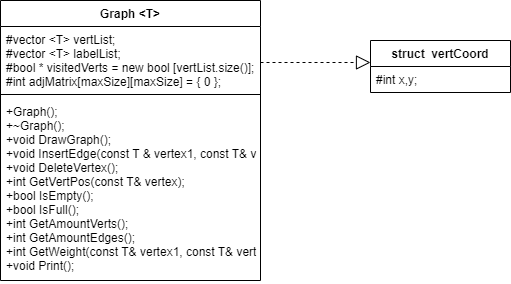 Graph <T>
#vector <T> vertList;
#vector <T> labelList;
#bool * visitedVerts = new bool [vertList.size()];
#int adjMatrix[maxSize][maxSize] = { 0 };
+Graph();
+~Graph();
+void DrawGraph();
+void InsertEdge(const T & vertex1, const T& v
+void DeleteVertex();
+int GetVertPos(const T& vertex);
+bool IsEmpty();
+bool IsFull();
+int GetAmountVerts();
+int GetAmountEdges();
+int GetWeight(const T& vertex1, const T& vert
+void Print();
struct vertCoord
#int x,y;